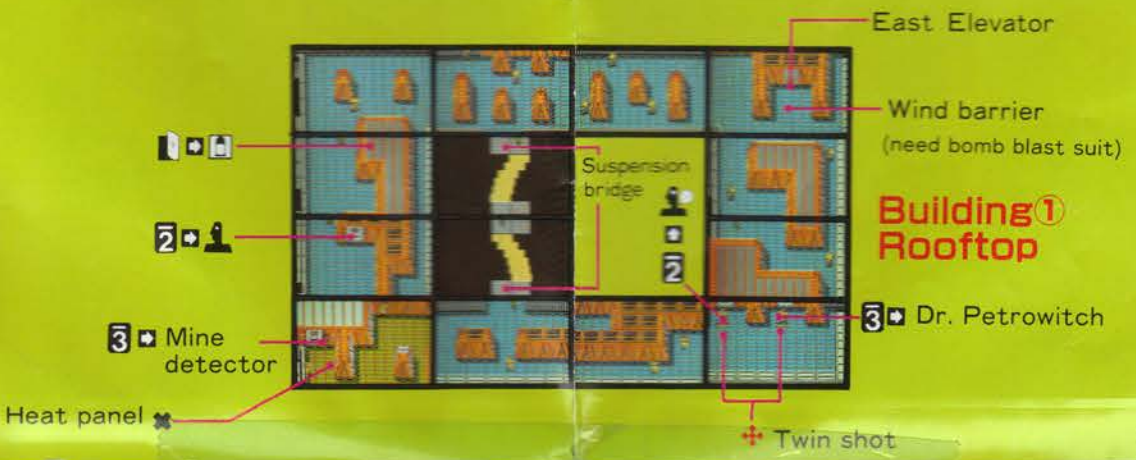 East Elevator
Wind barrier
(need bomb blast suit)
Suspension
bridge
Building①
Rooftop
2
2
3 Mine
detector
3 Dr. Petrowitch
Heat panel
Twin shot